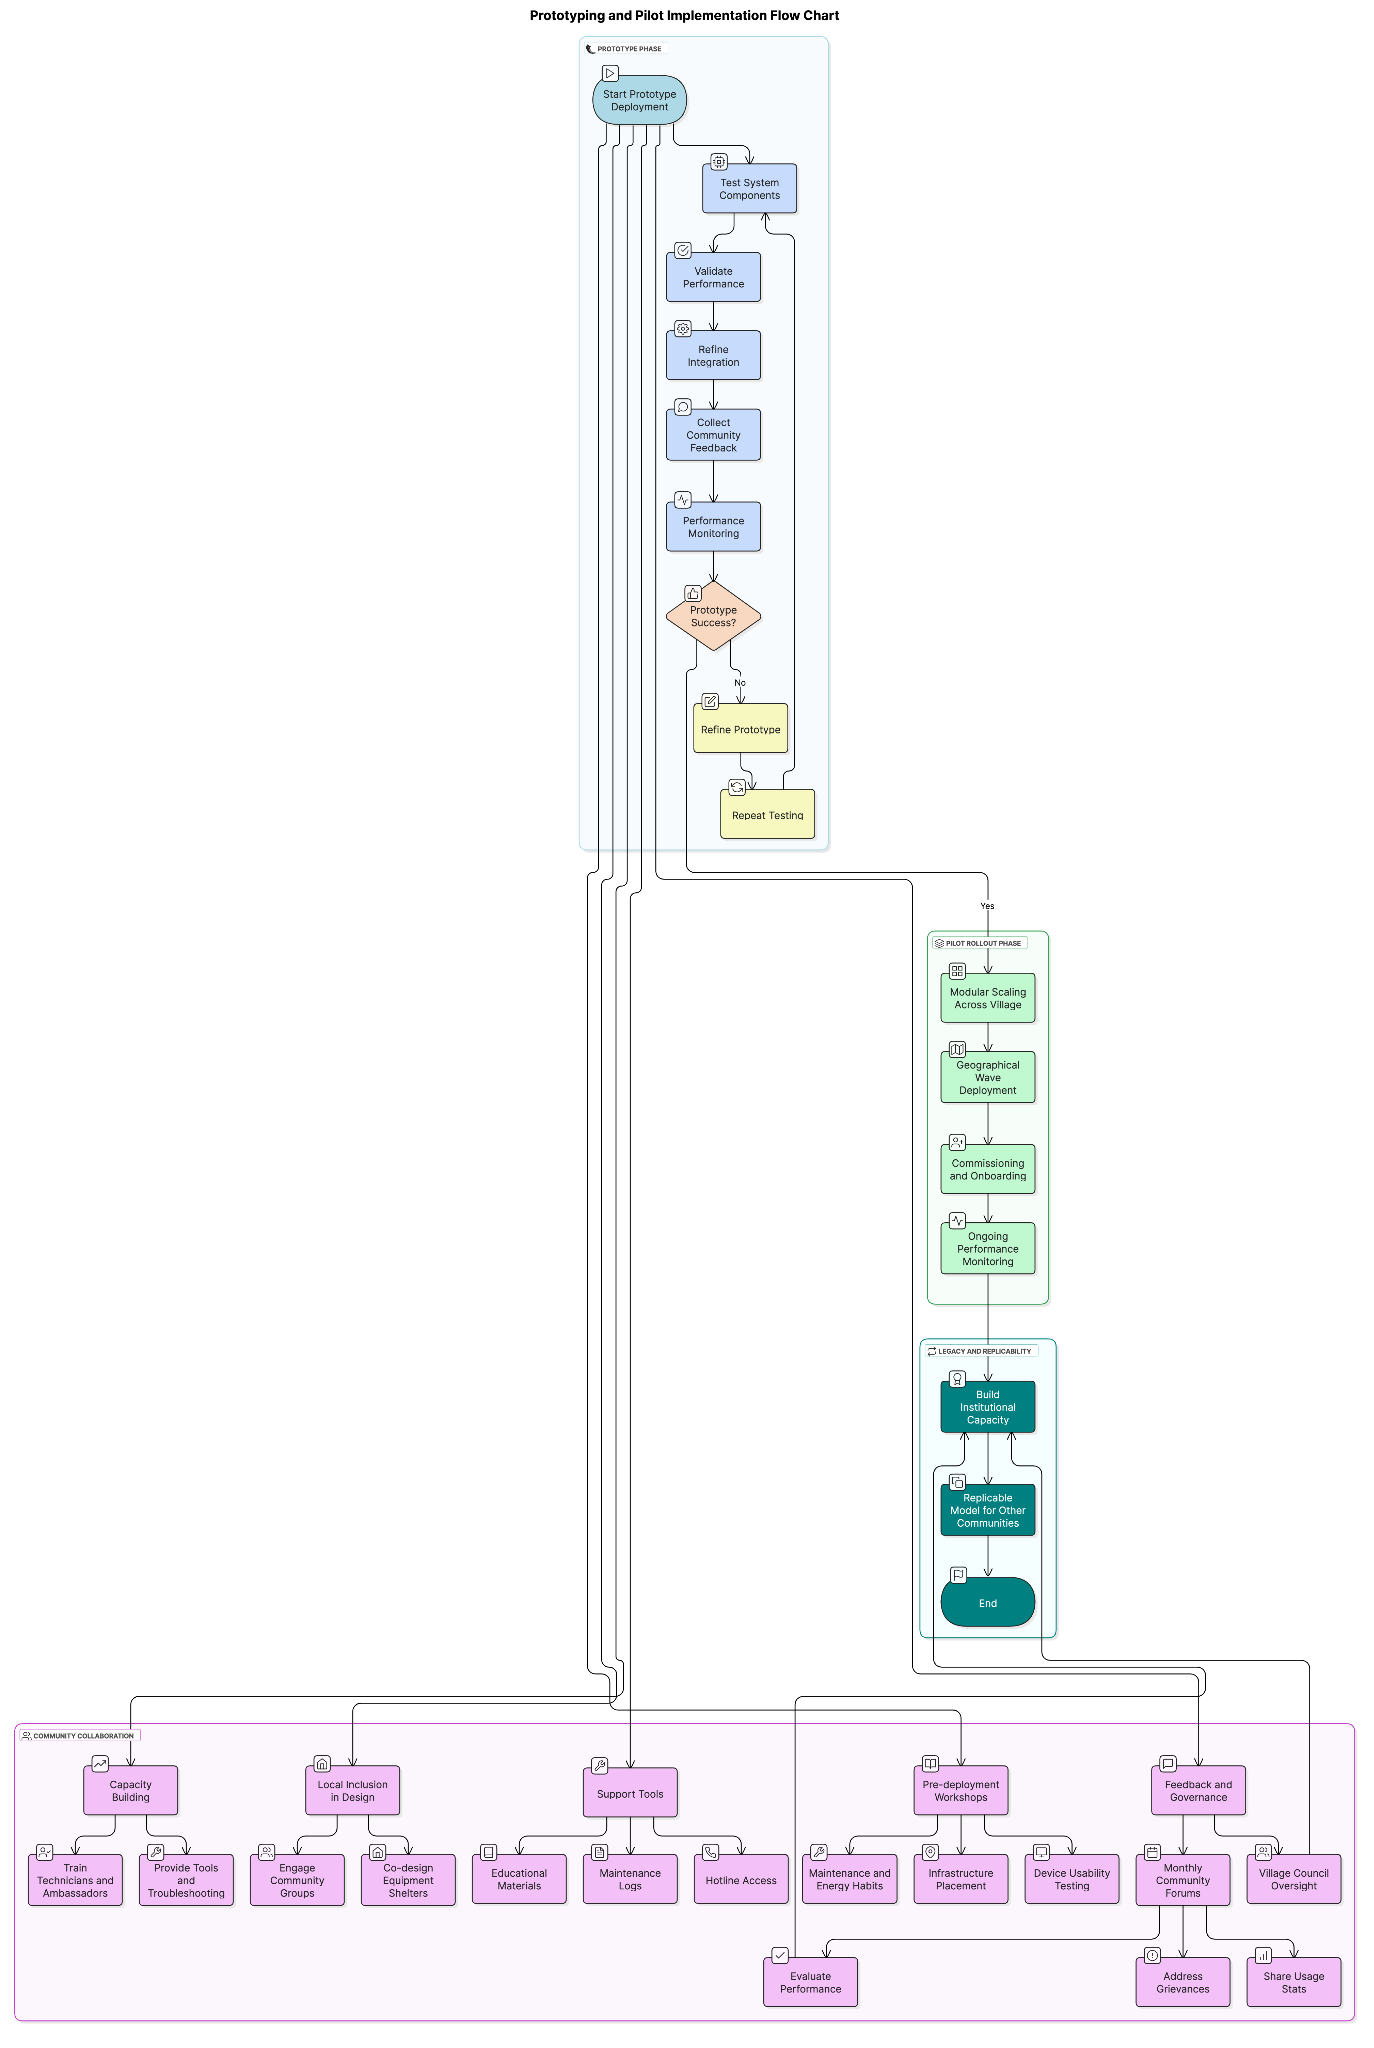 Prototyping and Pilot Implementation Flow Chart
PROTOTYPE PHASE
Start Prototype
Deployment
Test System
Components
Validate
Performance
Refine
Integration
Collect
Community
Feedback
Performance
Monitoring
Prototype
Success?
No
Refine Prototype
Repeat Testing
Yes
PILOT ROLLOUT PHASE
Modular Scaling
Across Village
Geographical
Wave
Deployment
Commissioning
and Onboarding
Ongoing
Performance
Monitoring
LEGACY AND REPLICABILITY
Build
Institutional
Capacity
Replicable
Model for Other
Communities
End
COMMUNITY COLLABORATION
Capacity
Building
Local Inclusion
in Design
Support Tools
Pre-deployment
Workshops
Feedback and
Governance
Train
Technicians and
Ambassadors
Provide Tools
and
Troubleshooting
Engage
Community
Groups
Co-design
Equipment
Shelters
Educational
Materials
Maintenance
Logs
Hotline Access
Maintenance and
Energy Habits
Infrastructure
Placement
Device Usability
Testing
Monthly
Community
Forums
Village Council
Oversight
Evaluate
Performance
Address
Grievances
Share Usage
Stats